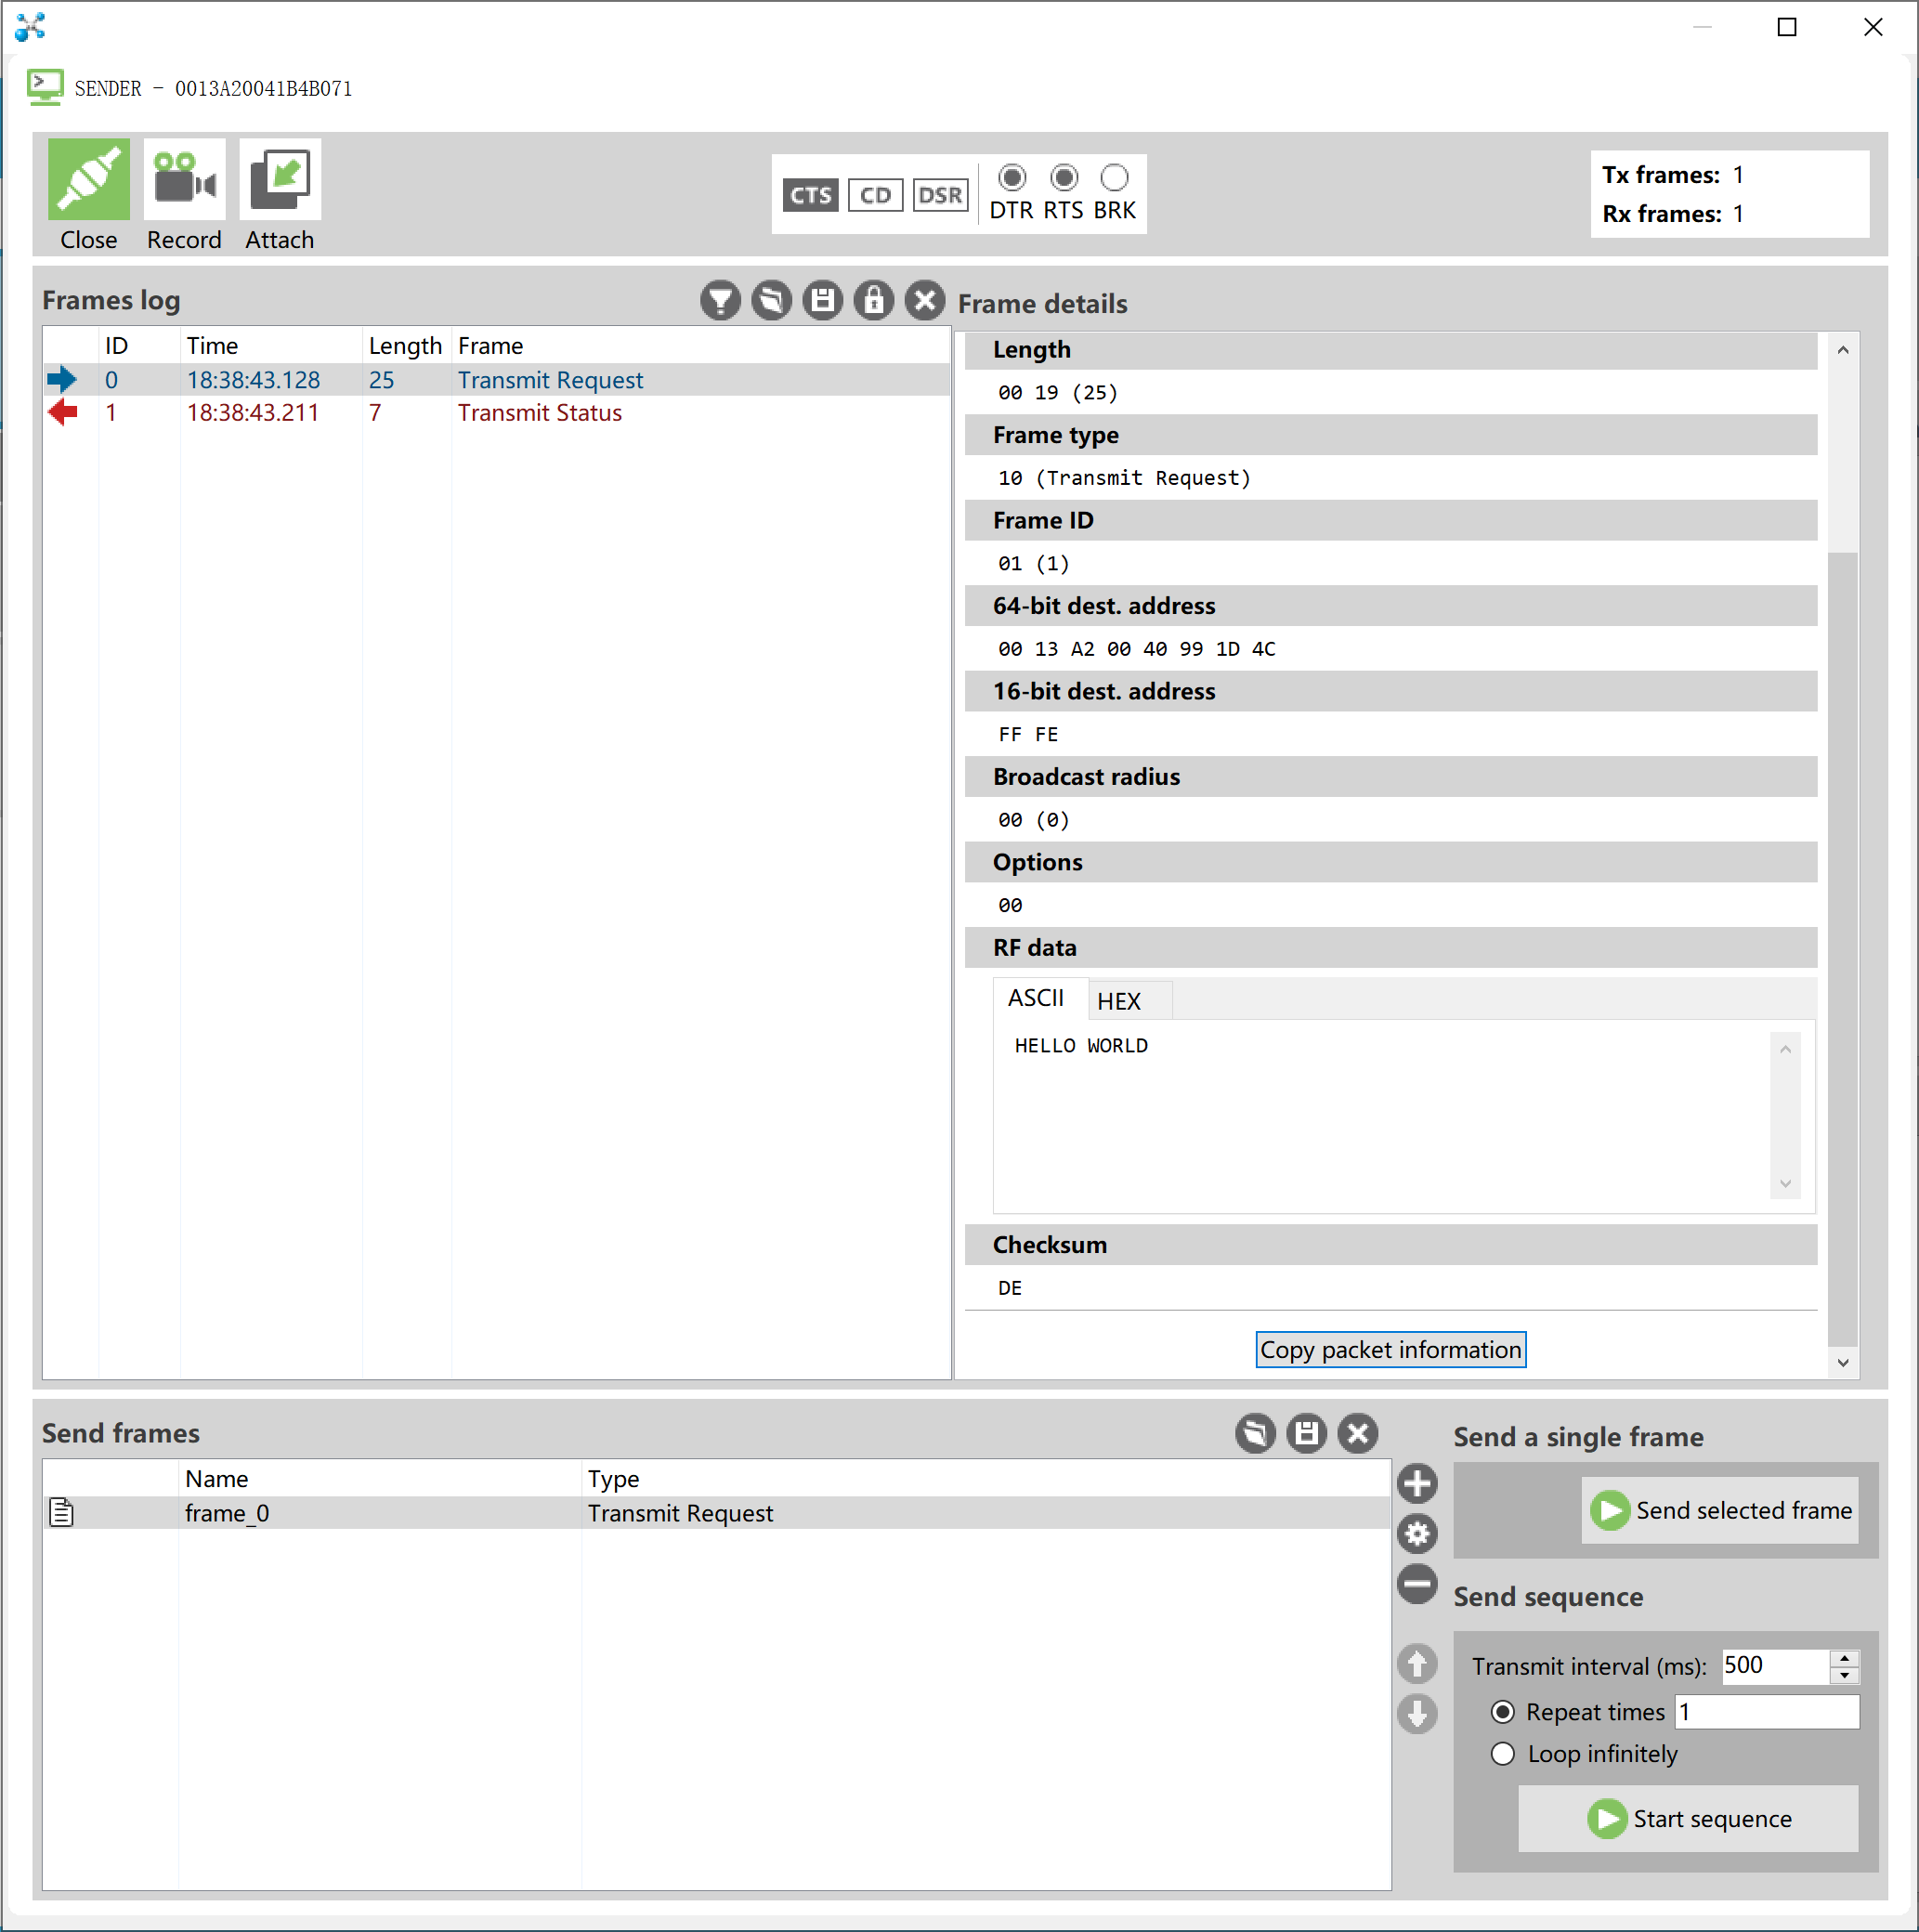 SENDER - 0013A20041B4B071
Close Record Attach
CTS CD DSR DTR RTS BRK
Tx frames: 1
Rx frames: 1
Frames log
ID Time Length Frame
0 18:38:43.128 25 Transmit Request
1 18:38:43.211 7 Transmit Status
Frame details
Length
00 19 (25)
Frame type
10 (Transmit Request)
Frame ID
01 (1)
64-bit dest. address
00 13 A2 00 40 99 1D 4C
16-bit dest. address
FF FE
Broadcast radius
00 (0)
Options
00
RF data
ASCII HEX
HELLO WORLD
Checksum
DE
Copy packet information
Send frames
Name Type
frame_0 Transmit Request
Send a single frame
Send selected frame
Send sequence
Transmit interval (ms): 500
Repeat times 1
Loop infinitely
Start sequence